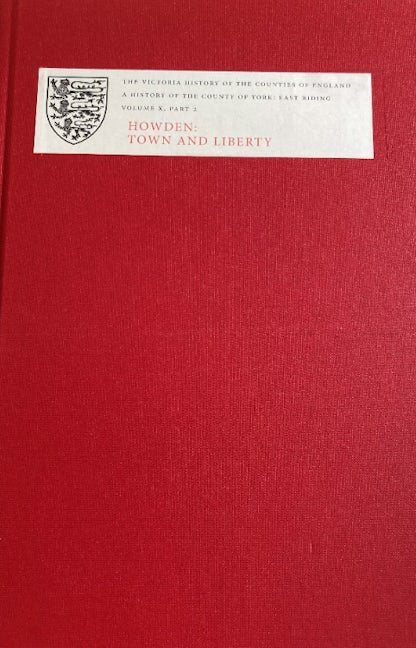 THE VICTORIA HISTORY OF THE COUNTIES OF ENGLAND
A HISTORY OF THE COUNTY OF YORK: EAST RIDING
VOLUME X, PART 2
HOWDEN:
TOWN AND LIBERTY